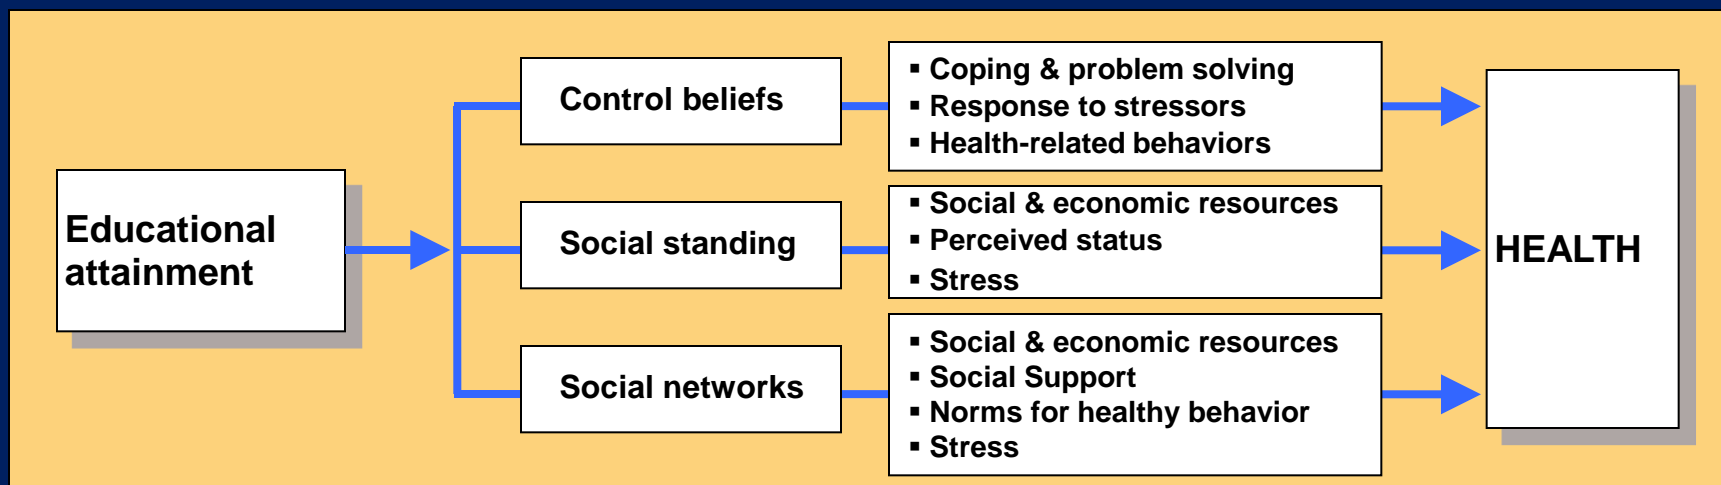 Educational
attainment
Control beliefs
▪ Coping & problem solving
▪ Response to stressors
▪ Health-related behaviors
Social standing
▪ Social & economic resources
▪ Perceived status
▪ Stress
Social networks
▪ Social & economic resources
▪ Social Support
▪ Norms for healthy behavior
▪ Stress
HEALTH